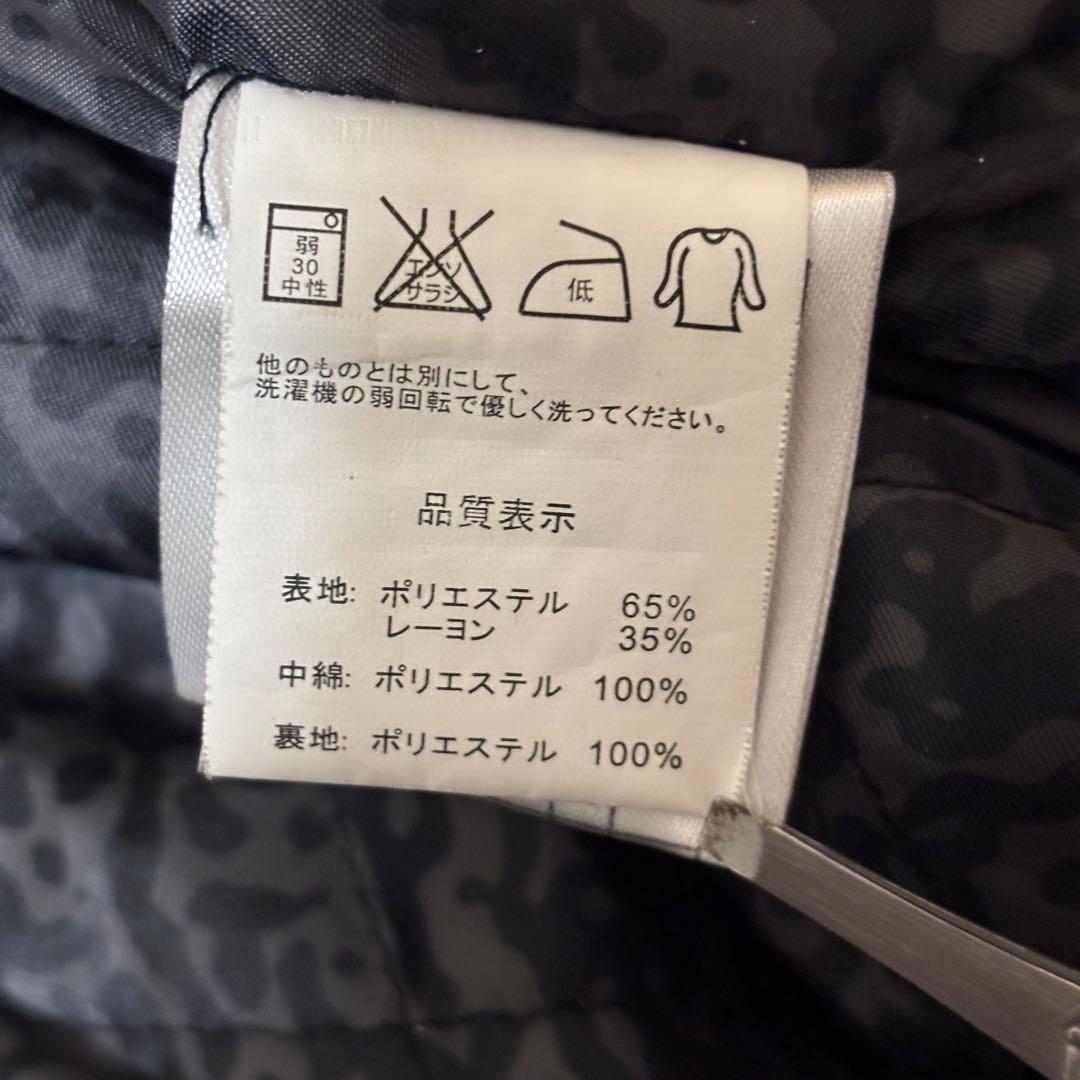 弱
30
中性
エンソ
サラシ
低
他のものとは別にして、
洗濯機の弱回転で優しく洗ってください。
品質表示
表地: ポリエステル 65%
レーヨン 35%
中綿: ポリエステル 100%
裏地: ポリエステル 100%